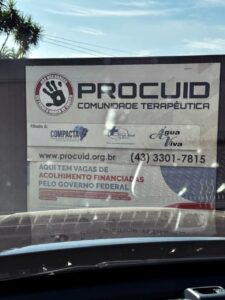 PROCUID
COMUNIDADE TERAPÊUTICA
COMPACTA
Água
Viva
www.procuid.org.br (43) 3301-7815
AQUI TEM VAGAS DE
ACOLHIMENTO FINANCIADAS
PELO GOVERNO FEDERAL